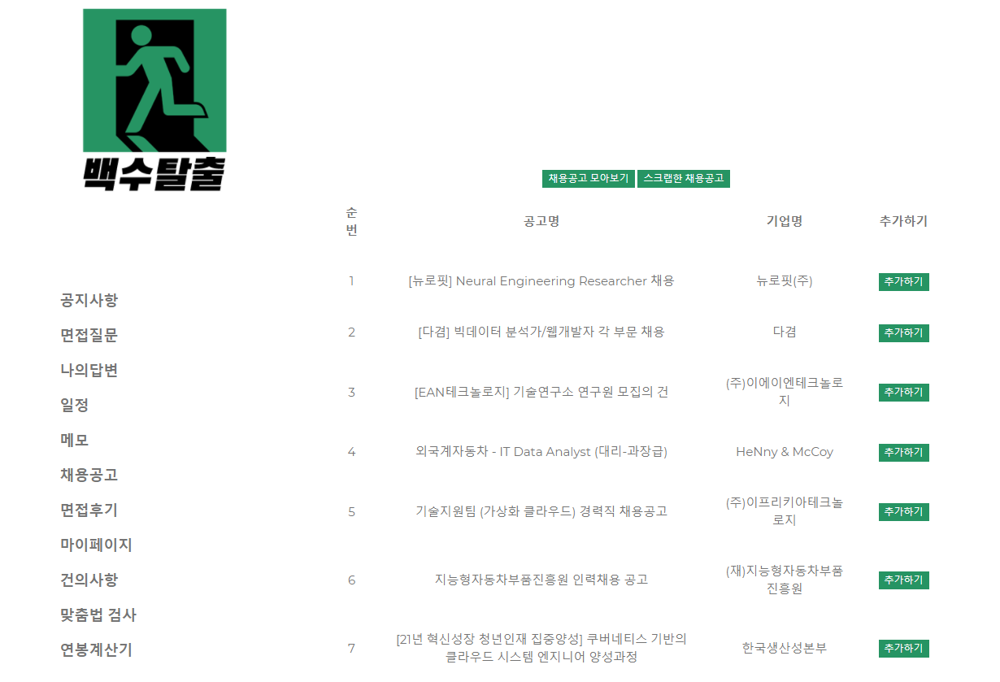 백수탈출
채용공고 모아보기 스크랩한 채용공고
순
번
공고명 기업명 추가하기
1 [뉴로핏] Neural Engineering Researcher 채용 뉴로핏(주) 추가하기
2 [다겸] 빅데이터 분석가/웹개발자 각 부문 채용 다겸 추가하기
3 [EAN테크놀로지] 기술연구소 연구원 모집의 건 (주)이에이엔테크놀로
지 추가하기
4 외국계자동차 - IT Data Analyst (대리-과장급) HeNny & McCoy 추가하기
5 기술지원팀 (가상화 클라우드) 경력직 채용공고 (주)이프리키아테크놀
로지 추가하기
6 지능형자동차부품진흥원 인력채용 공고 (재)지능형자동차부품
진흥원 추가하기
7 [21년 혁신성장 청년인재 집중양성] 쿠버네티스 기반의
클라우드 시스템 엔지니어 양성과정 한국생산성본부 추가하기
공지사항
면접질문
나의답변
일정
메모
채용공고
면접후기
마이페이지
건의사항
맞춤법 검사
연봉계산기